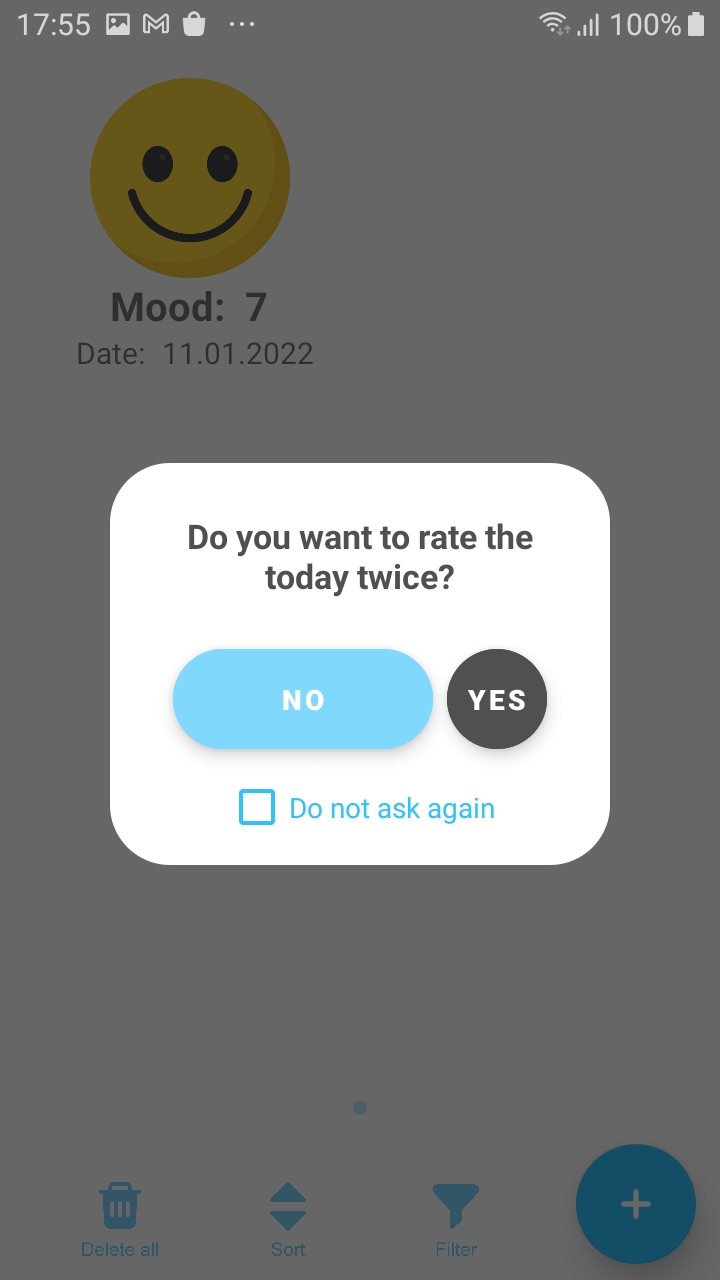 17:55 100%
Mood: 7
Date: 11.01.2022
Do you want to rate the
today twice?
NO YES
Do not ask again
Delete all Sort Filter